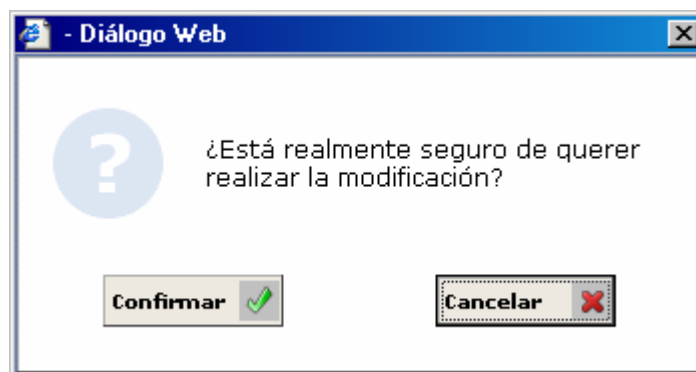 - Diálogo Web
¿Está realmente seguro de querer
realizar la modificación?
Confirmar
Cancelar